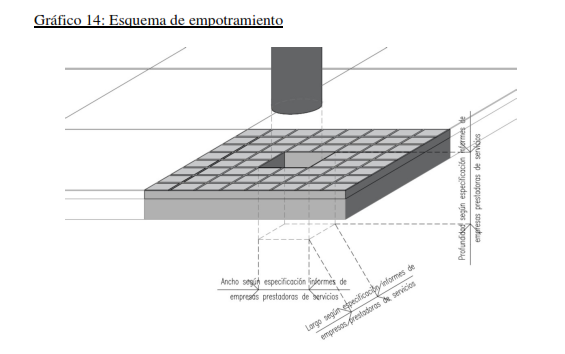 Gráfico 14: Esquema de empotramiento
Profundidad según especificación informes de
empresas prestadoras de servicios
Ancho según especificación informes de
empresas prestadoras de servicios
Largo según especificación informes de
empresas prestadoras de servicios